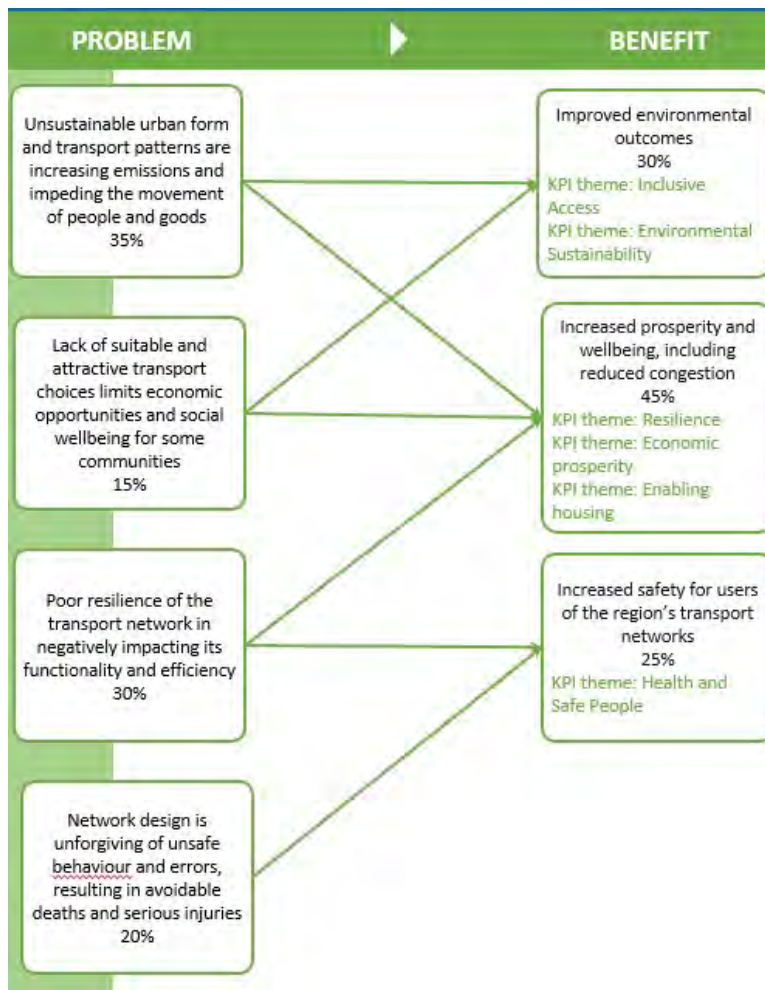 PROBLEM
BENEFIT
Unsustainable urban form
and transport patterns are
increasing emissions and
impeding the movement
of people and goods
35%
Improved environmental
outcomes
30%
KPI theme: Inclusive
Access
KPI theme: Environmental
Sustainability
Lack of suitable and
attractive transport
choices limits economic
opportunities and social
wellbeing for some
communities
15%
Increased prosperity and
wellbeing, including
reduced congestion
45%
KPI theme: Resilience
KPI theme: Economic
prosperity
KPI theme: Enabling
housing
Poor resilience of the
transport network in
negatively impacting its
functionality and efficiency
30%
Increased safety for users
of the region's transport
networks
25%
KPI theme: Health and
Safe People
Network design is
unforgiving of unsafe
behaviour and errors,
resulting in avoidable
deaths and serious injuries
20%